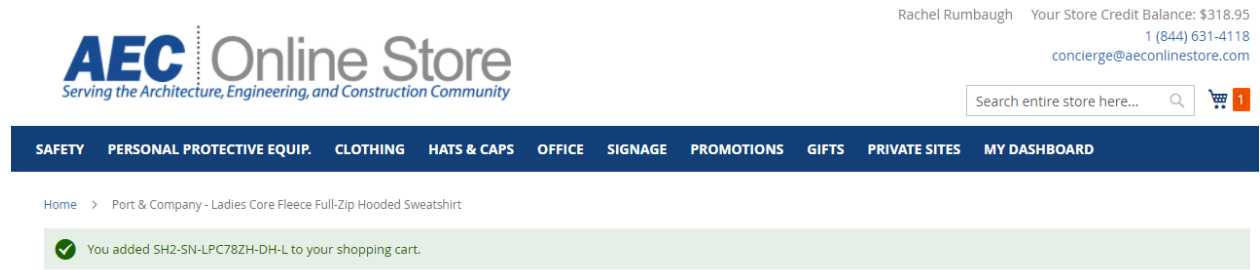 Rachel Rumbaugh Your Store Credit Balance: $318.95
1 (844) 631-4118
concierge@aeconlinestore.com
AEC Online Store
Serving the Architecture, Engineering, and Construction Community
Search entire store here... 1
SAFETY PERSONAL PROTECTIVE EQUIP. CLOTHING HATS & CAPS OFFICE SIGNAGE PROMOTIONS GIFTS PRIVATE SITES MY DASHBOARD
Home > Port & Company - Ladies Core Fleece Full-Zip Hooded Sweatshirt
You added SH2-SN-LPC78ZH-DH-L to your shopping cart.